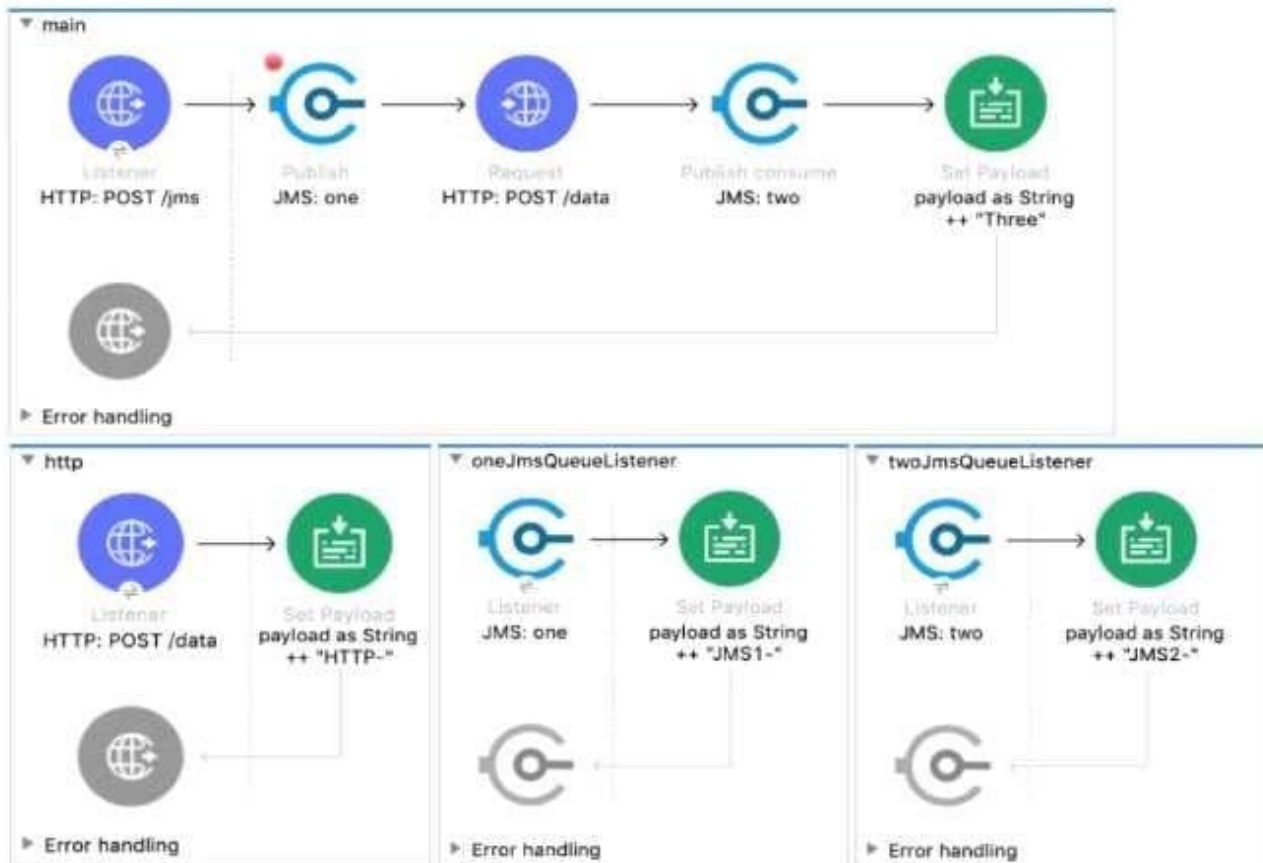 main
Listener
HTTP: POST /jms
Publish
JMS: one
Request
HTTP: POST /data
Publish consume
JMS: two
Set Payload
payload as String
++ "Three"
Error handling
http
Listener
HTTP: POST /data
Set Payload
payload as String
++ "HTTP-"
Error handling
oneJmsQueueListener
Listener
JMS: one
Set Payload
payload as String
++ "JMS1-"
Error handling
twoJmsQueueListener
Listener
JMS: two
Set Payload
payload as String
++ "JMS2-"
Error handling